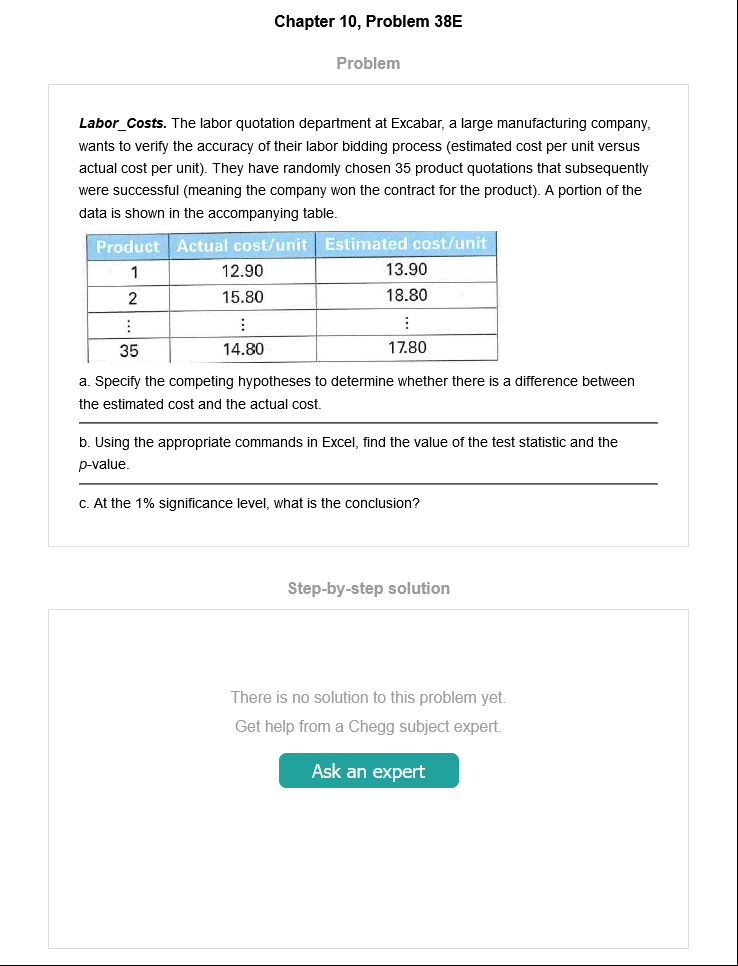 Chapter 10, Problem 38E
Problem
Labor_Costs. The labor quotation department at Excabar, a large manufacturing company,
wants to verify the accuracy of their labor bidding process (estimated cost per unit versus
actual cost per unit). They have randomly chosen 35 product quotations that subsequently
were successful (meaning the company won the contract for the product). A portion of the
data is shown in the accompanying table.
Product Actual cost/unit Estimated cost/unit
1 12.90 13.90
2 15.80 18.80
⋮ ⋮ ⋮
35 14.80 17.80
a. Specify the competing hypotheses to determine whether there is a difference between
the estimated cost and the actual cost.
b. Using the appropriate commands in Excel, find the value of the test statistic and the
p-value.
c. At the 1% significance level, what is the conclusion?
Step-by-step solution
There is no solution to this problem yet.
Get help from a Chegg subject expert.
Ask an expert